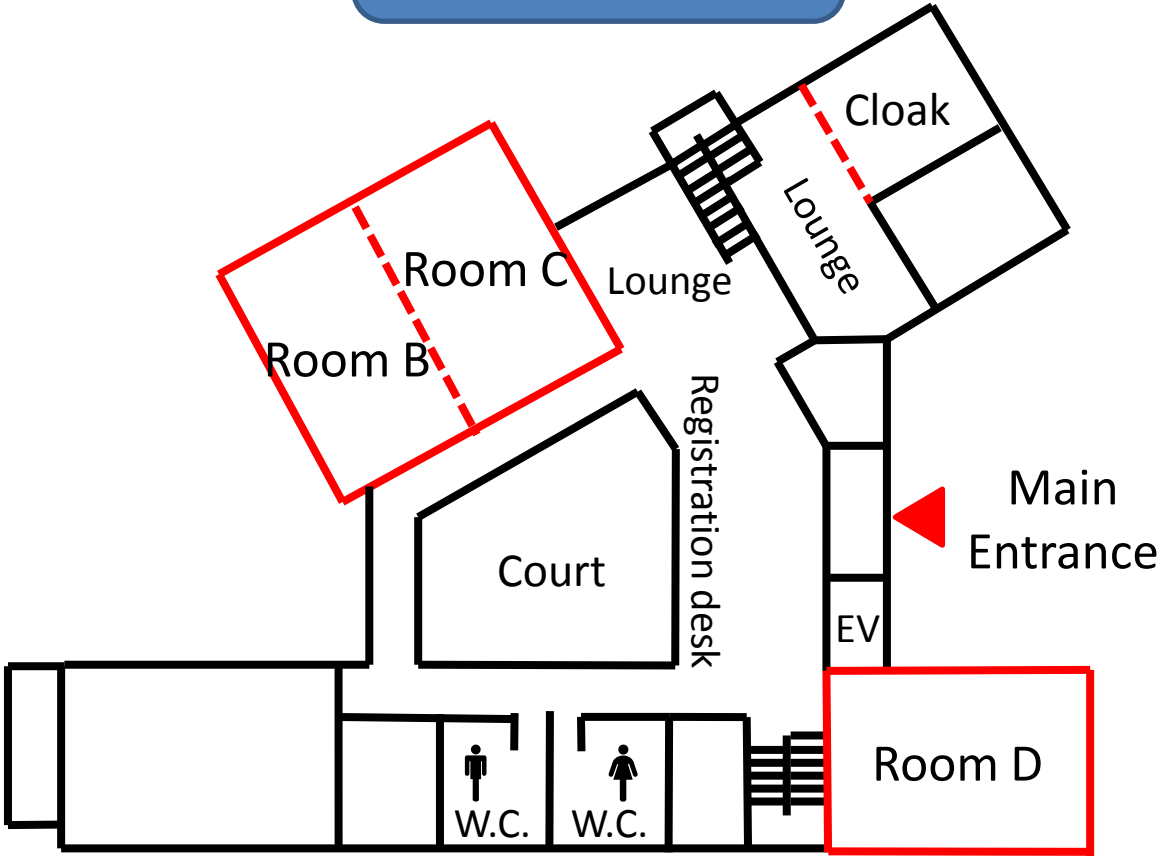 Cloak
Lounge
Room C
Lounge
Room B
Registration desk
Main
Entrance
Court
EV
Room D
W.C.
W.C.